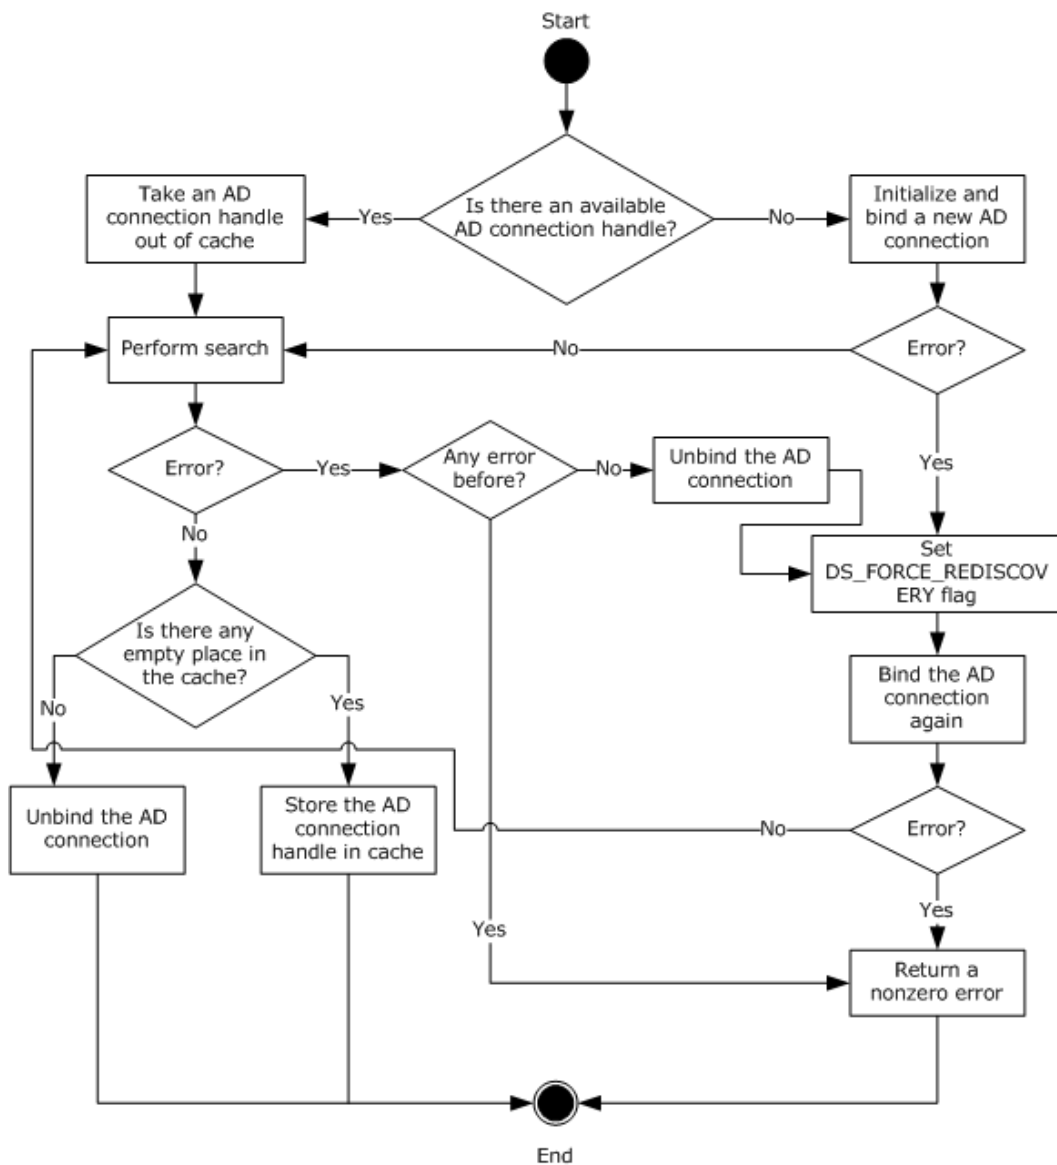 Start
Is there an available
AD connection handle?
Yes
No
Take an AD
connection handle
out of cache
Initialize and
bind a new AD
connection
Perform search
No
Error?
Error?
Yes
Any error
before?
No
Unbind the AD
connection
Yes
No
Set
DS_FORCE_REDISCOV
ERY flag
Is there any
empty place in
the cache?
No
Yes
Bind the AD
connection
again
Unbind the AD
connection
Store the AD
connection
handle in cache
No
Error?
Yes
Yes
Return a
nonzero error
End